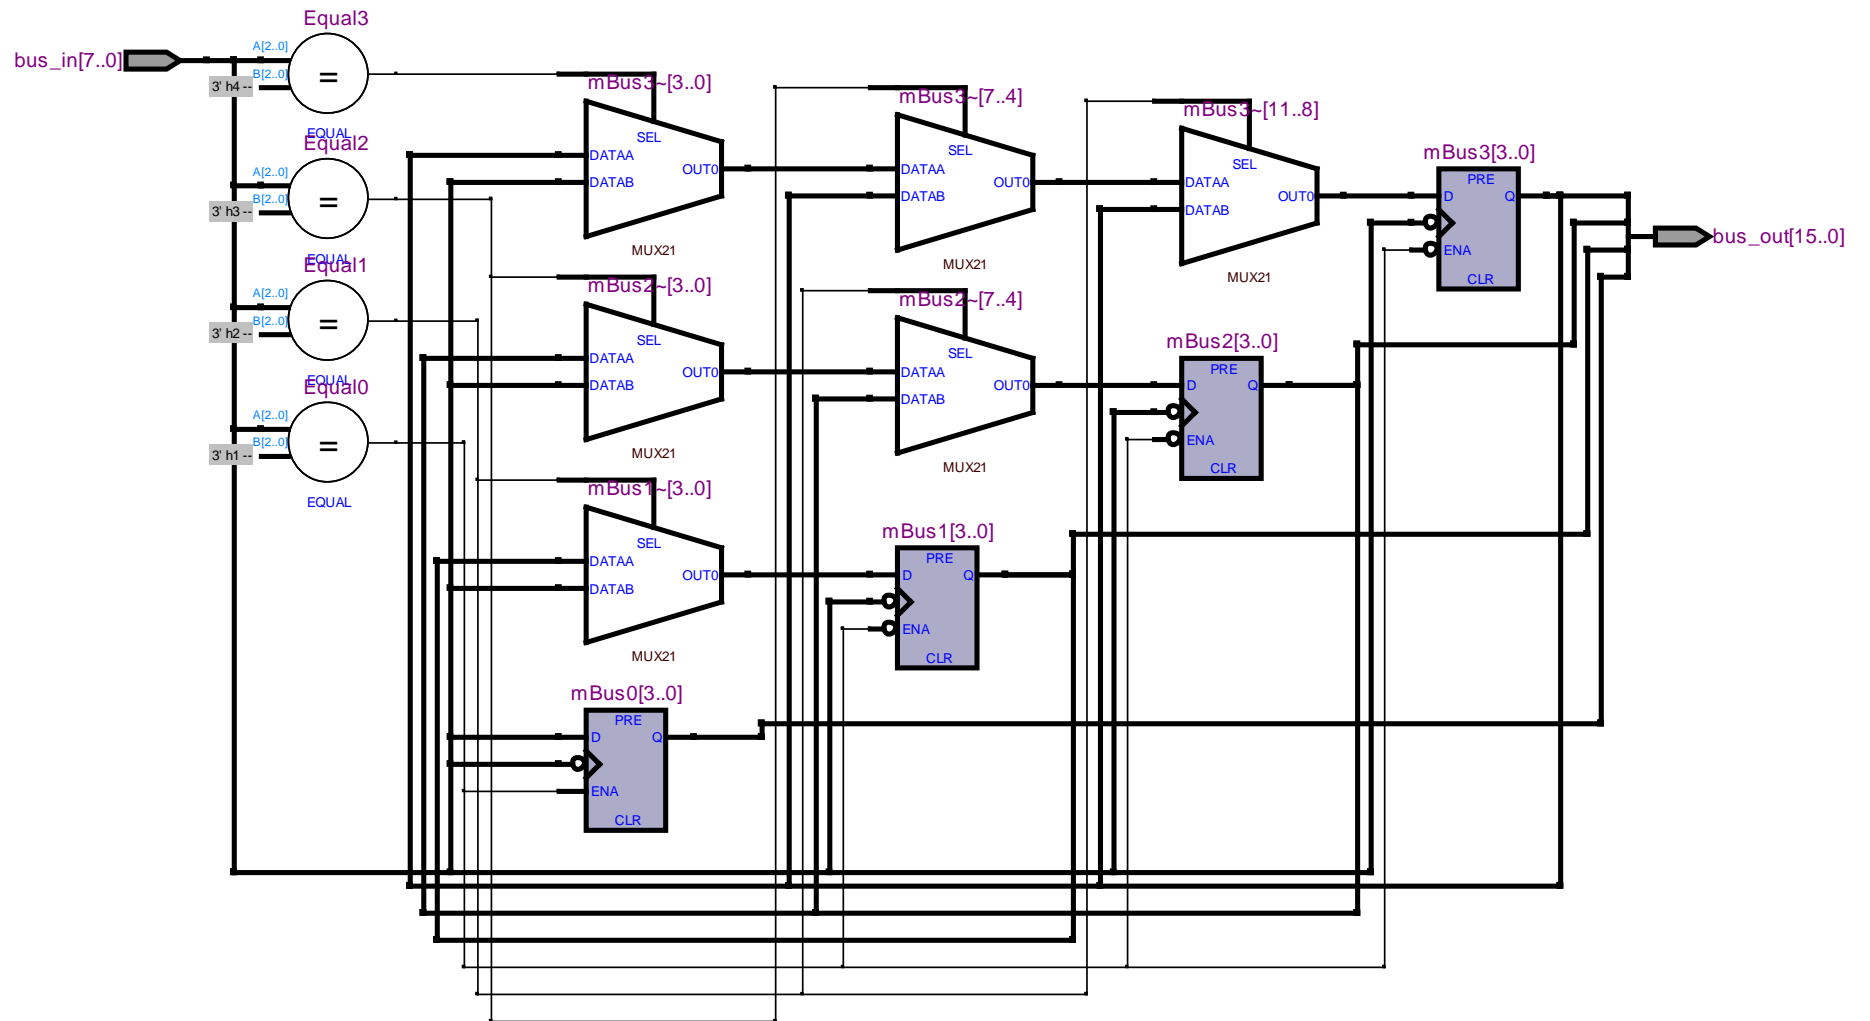 bus_in[7..0]
Equal3
A[2..0]
B[2..0]
3' h4 --
=
EQUAL
Equal2
A[2..0]
B[2..0]
3' h3 --
=
EQUAL
Equal1
A[2..0]
B[2..0]
3' h2 --
=
EQUAL
Equal0
A[2..0]
B[2..0]
3' h1 --
=
EQUAL
mBus3~[3..0]
SEL
DATAA
DATAB
OUT0
MUX21
mBus3~[7..4]
SEL
DATAA
DATAB
OUT0
MUX21
mBus3~[11..8]
SEL
DATAA
DATAB
OUT0
MUX21
mBus3[3..0]
PRE
D
Q
ENA
CLR
bus_out[15..0]
mBus2~[3..0]
SEL
DATAA
DATAB
OUT0
MUX21
mBus2~[7..4]
SEL
DATAA
DATAB
OUT0
MUX21
mBus2[3..0]
PRE
D
Q
ENA
CLR
mBus1~[3..0]
SEL
DATAA
DATAB
OUT0
MUX21
mBus1[3..0]
PRE
D
Q
ENA
CLR
mBus0[3..0]
PRE
D
Q
ENA
CLR